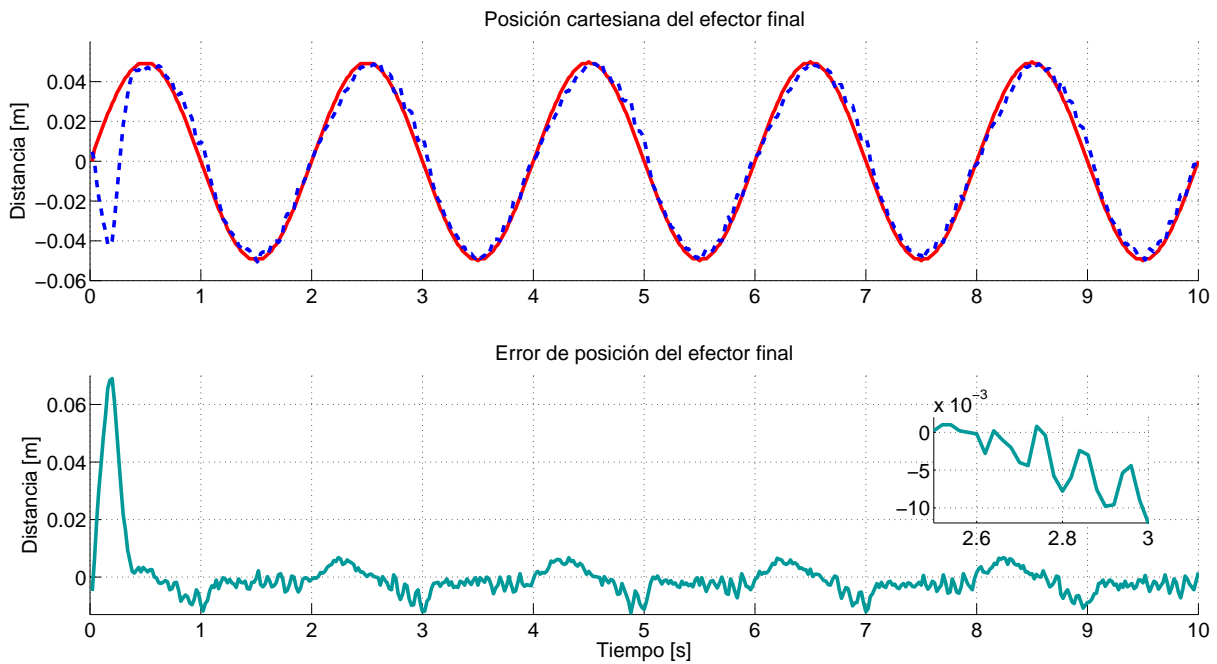 Posición cartesiana del efector final
Distancia [m]
0.04
0.02
0
−0.02
−0.04
−0.06
0 1 2 3 4 5 6 7 8 9 10
Error de posición del efector final
Distancia [m]
0.06
0.04
0.02
0
x 10−3
0
−5
−10
2.6 2.8 3
0 1 2 3 4 5 6 7 8 9 10
Tiempo [s]